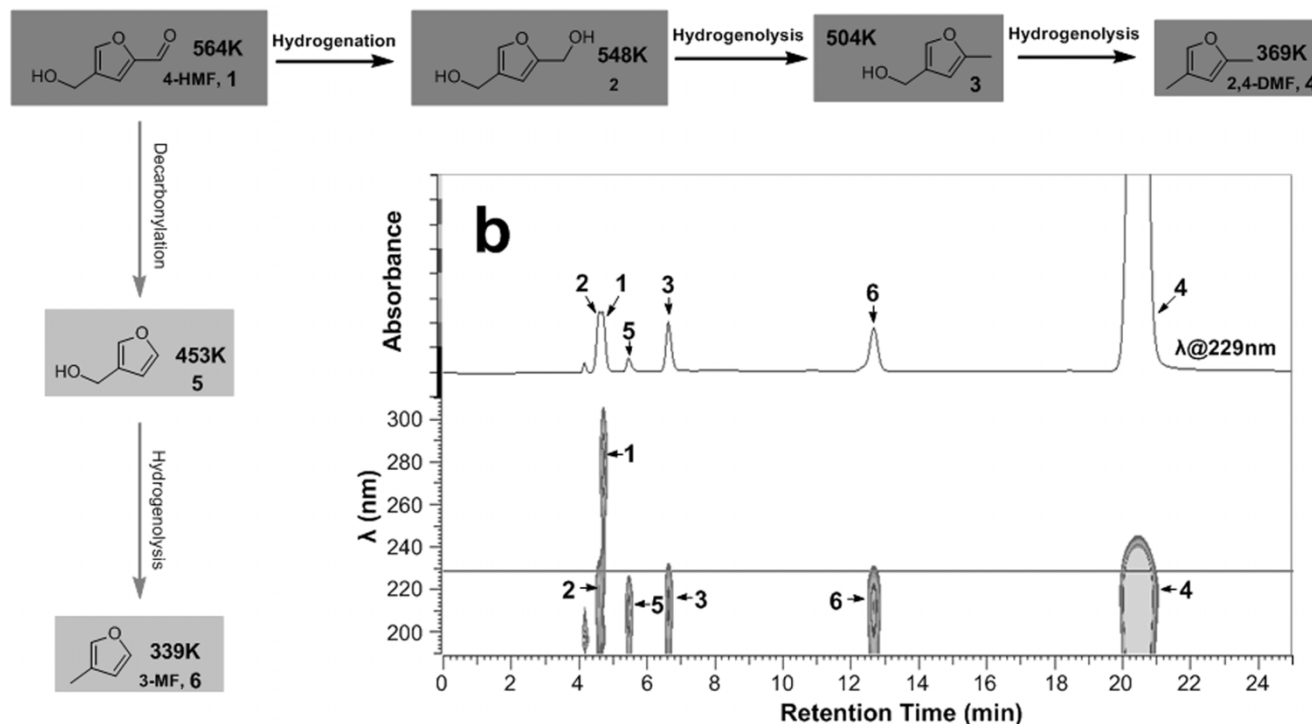 564K
4-HMF, 1
HO
O
O
Hydrogenation
548K
2
HO
O
OH
Hydrogenolysis
504K
O
HO
3
Hydrogenolysis
O
369K
2,4-DMF, 4
Decarbonylation
O
HO
453K
5
Hydrogenolysis
O
339K
3-MF, 6
b
Absorbance
2
1
5
3
6
4
λ@229nm
λ (nm)
300
280
260
240
220
200
1
2
5
3
6
4
0 2 4 6 8 10 12 14 16 18 20 22 24
Retention Time (min)